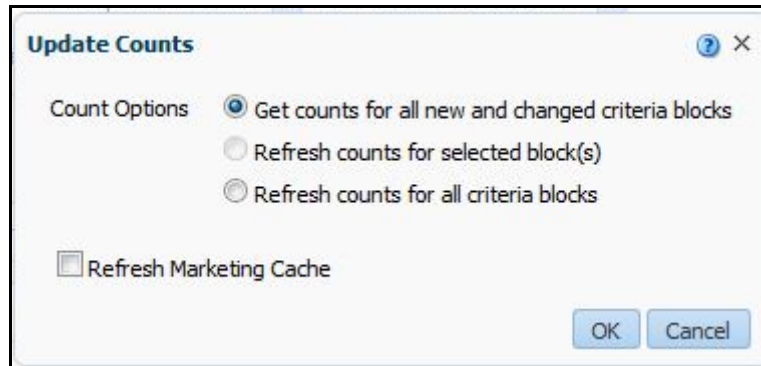 Update Counts
Count Options
Get counts for all new and changed criteria blocks
Refresh counts for selected block(s)
Refresh counts for all criteria blocks
Refresh Marketing Cache
OK
Cancel